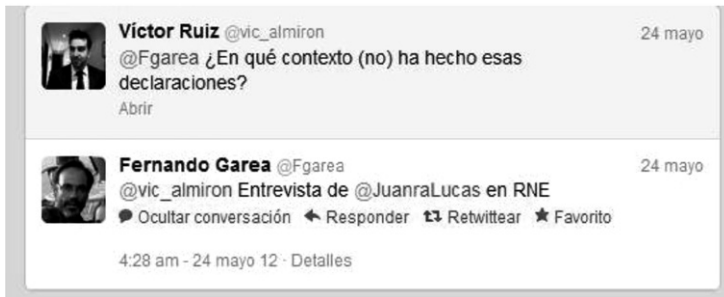 Víctor Ruiz @vic_almiron 24 mayo
@Fgarea ¿En qué contexto (no) ha hecho esas
declaraciones?
Abrir
Fernando Garea @Fgarea 24 mayo
@vic_almiron Entrevista de @JuanraLucas en RNE
Ocultar conversación Responder Retwittear Favorito
4:28 am - 24 mayo 12 · Detalles